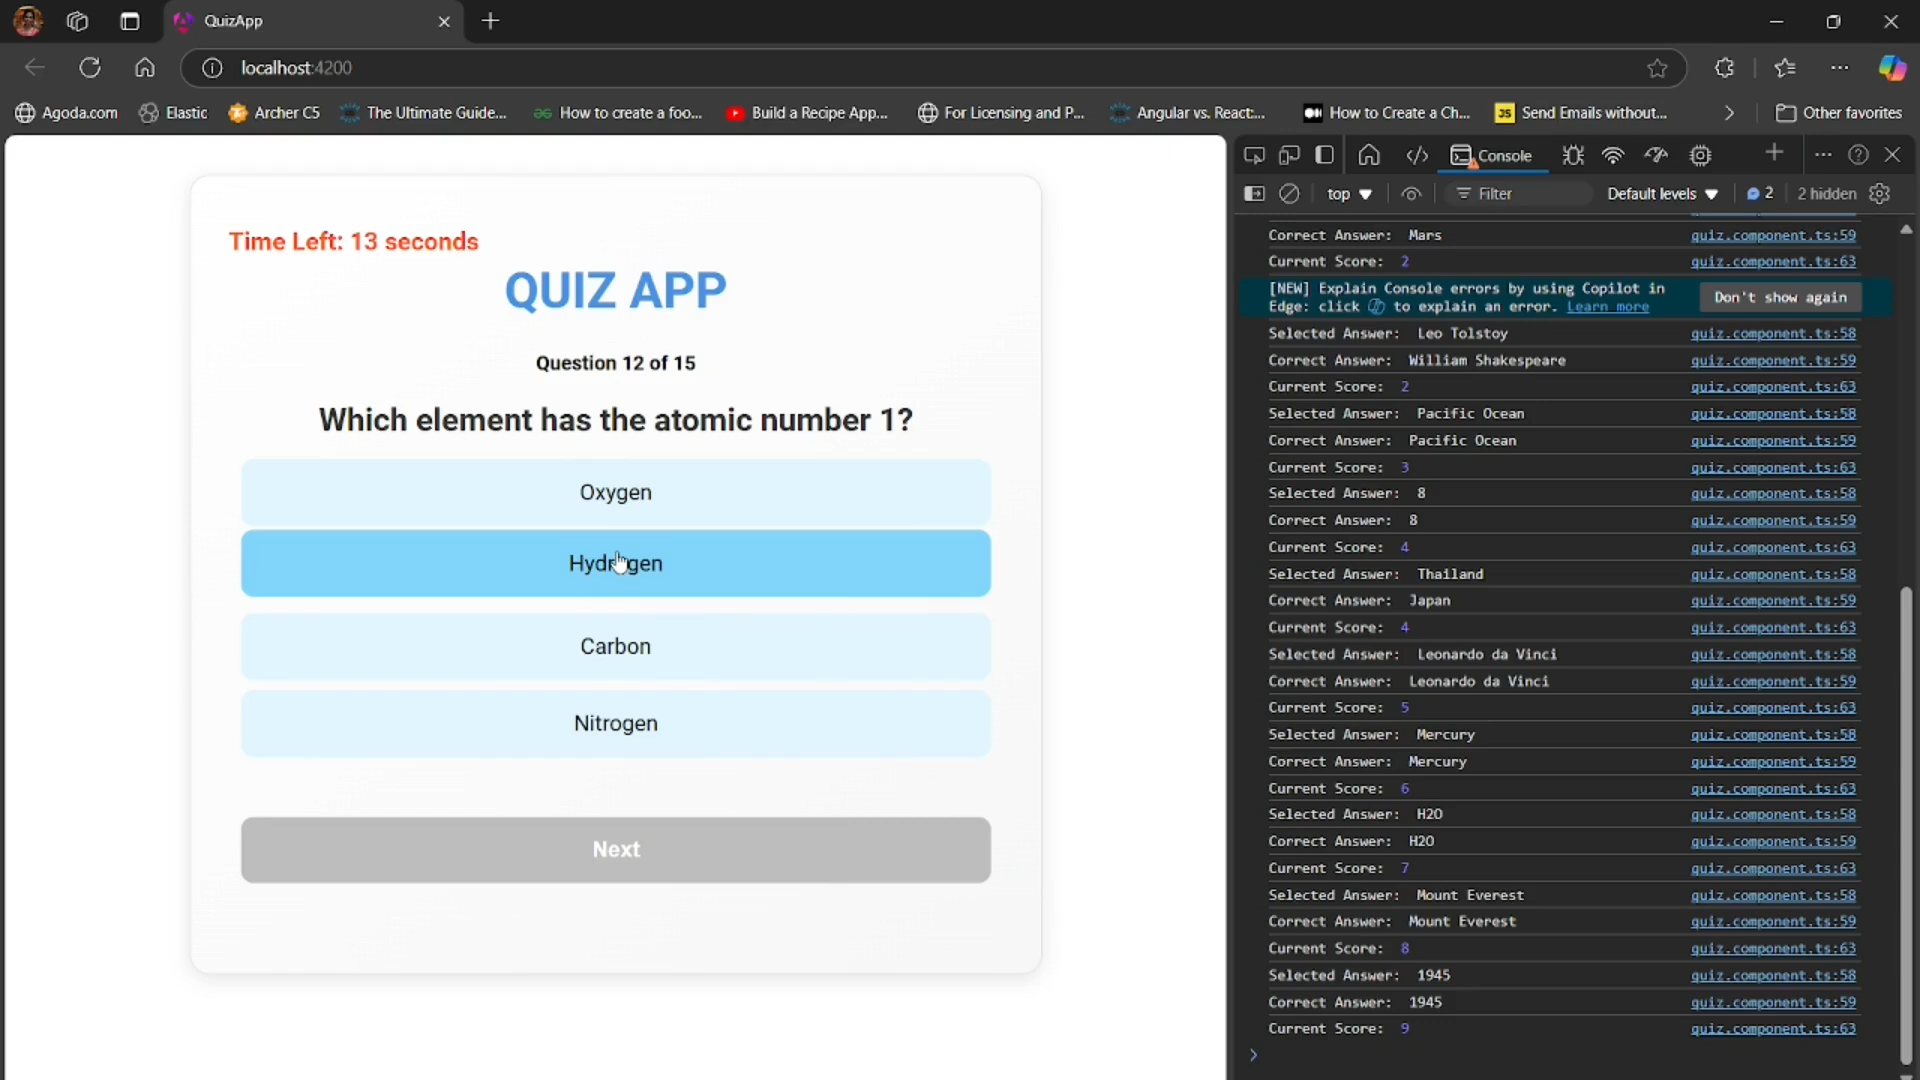 QuizApp
localhost:4200
Agoda.com
Elastic
Archer C5
The Ultimate Guide...
How to create a foo...
Build a Recipe App...
For Licensing and P...
Angular vs. React:...
How to Create a Ch...
JS
Send Emails without...
Other favorites
Time Left: 13 seconds
QUIZ APP
Question 12 of 15
Which element has the atomic number 1?
Oxygen
Hydrogen
Carbon
Nitrogen
Next
Console
top
Filter
Default levels
2
2 hidden
Correct Answer: Mars quiz.component.ts:59
Current Score: 2 quiz.component.ts:63
[NEW] Explain Console errors by using Copilot in
Edge: click to explain an error. Learn more
Don't show again
Selected Answer: Leo Tolstoy quiz.component.ts:58
Correct Answer: William Shakespeare quiz.component.ts:59
Current Score: 2 quiz.component.ts:63
Selected Answer: Pacific Ocean quiz.component.ts:58
Correct Answer: Pacific Ocean quiz.component.ts:59
Current Score: 3 quiz.component.ts:63
Selected Answer: 8 quiz.component.ts:58
Correct Answer: 8 quiz.component.ts:59
Current Score: 4 quiz.component.ts:63
Selected Answer: Thailand quiz.component.ts:58
Correct Answer: Japan quiz.component.ts:59
Current Score: 4 quiz.component.ts:63
Selected Answer: Leonardo da Vinci quiz.component.ts:58
Correct Answer: Leonardo da Vinci quiz.component.ts:59
Current Score: 5 quiz.component.ts:63
Selected Answer: Mercury quiz.component.ts:58
Correct Answer: Mercury quiz.component.ts:59
Current Score: 6 quiz.component.ts:63
Selected Answer: H2O quiz.component.ts:58
Correct Answer: H2O quiz.component.ts:59
Current Score: 7 quiz.component.ts:63
Selected Answer: Mount Everest quiz.component.ts:58
Correct Answer: Mount Everest quiz.component.ts:59
Current Score: 8 quiz.component.ts:63
Selected Answer: 1945 quiz.component.ts:58
Correct Answer: 1945 quiz.component.ts:59
Current Score: 9 quiz.component.ts:63